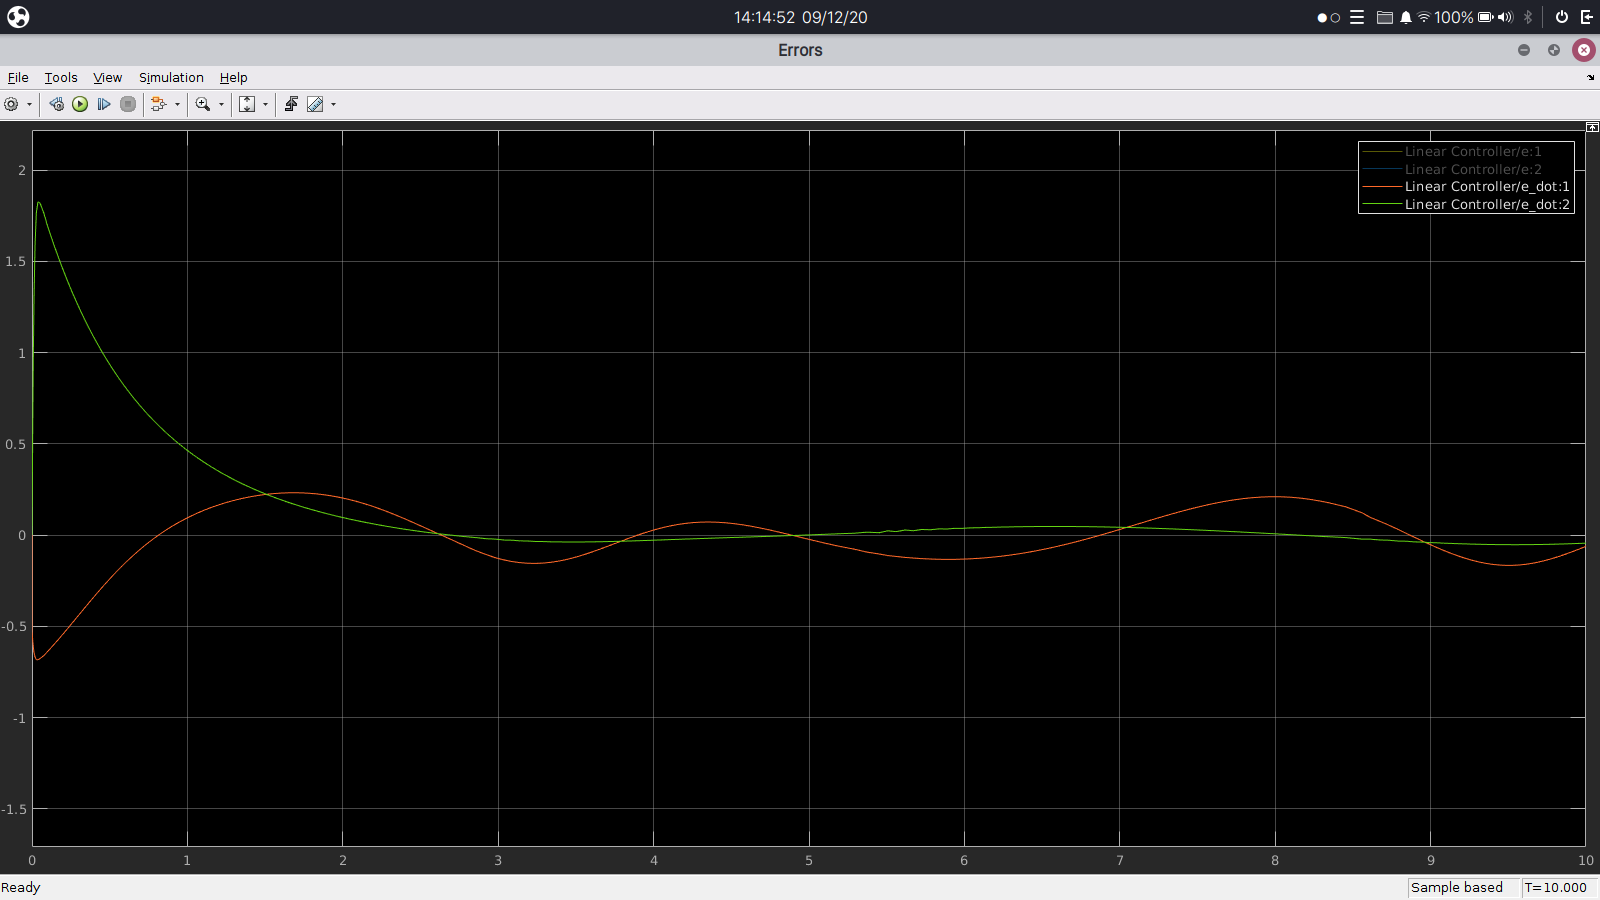 14:14:52 09/12/20
100%
Errors
File Tools View Simulation Help
Linear Controller/e:1
Linear Controller/e:2
Linear Controller/e_dot:1
Linear Controller/e_dot:2
2
1.5
1
0.5
0
-0.5
-1
-1.5
0 1 2 3 4 5 6 7 8 9 10
Ready
Sample based T=10.000